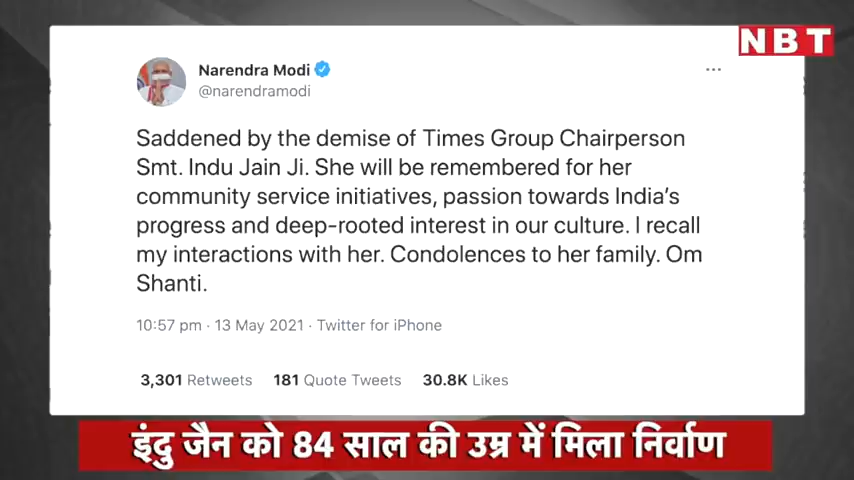 NBT
Narendra Modi
@narendramodi
Saddened by the demise of Times Group Chairperson
Smt. Indu Jain Ji. She will be remembered for her
community service initiatives, passion towards India’s
progress and deep-rooted interest in our culture. I recall
my interactions with her. Condolences to her family. Om
Shanti.
10:57 pm · 13 May 2021 · Twitter for iPhone
3,301 Retweets 181 Quote Tweets 30.8K Likes
इंदु जैन को 84 साल की उम्र में मिला निर्वाण